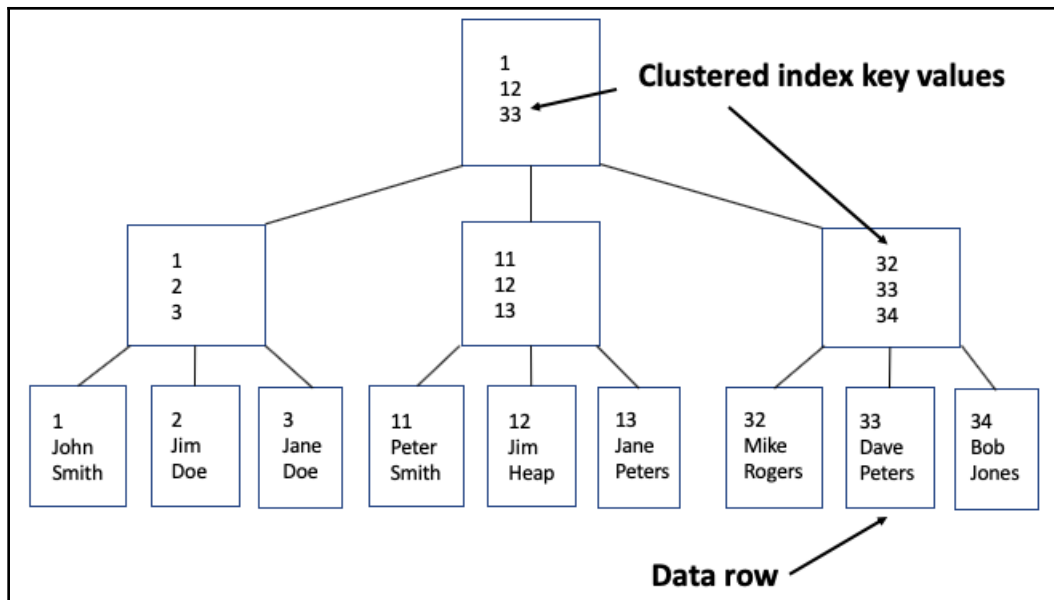 1
12
33
Clustered index key values
1
2
3
11
12
13
32
33
34
1
John
Smith
2
Jim
Doe
3
Jane
Doe
11
Peter
Smith
12
Jim
Heap
13
Jane
Peters
32
Mike
Rogers
33
Dave
Peters
34
Bob
Jones
Data row